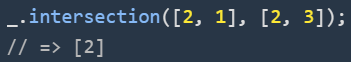 _.intersection([2, 1], [2, 3]);
// => [2]